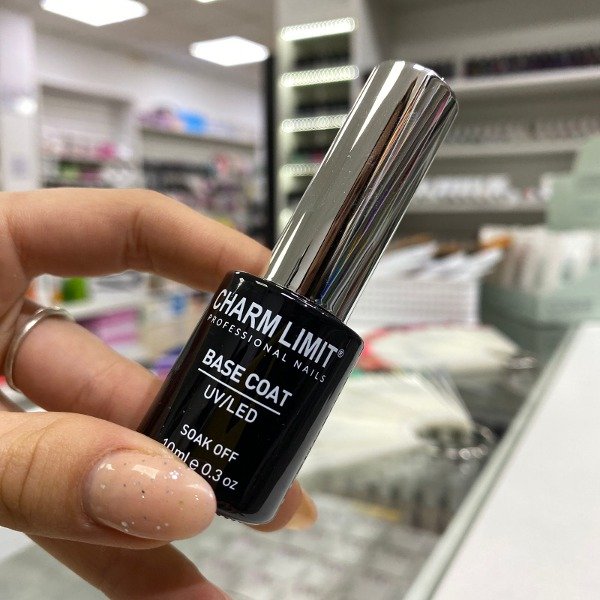 CHARM LIMIT®
PROFESSIONAL NAILS
BASE COAT
UV/LED
SOAK OFF
10ml e 0.3 oz